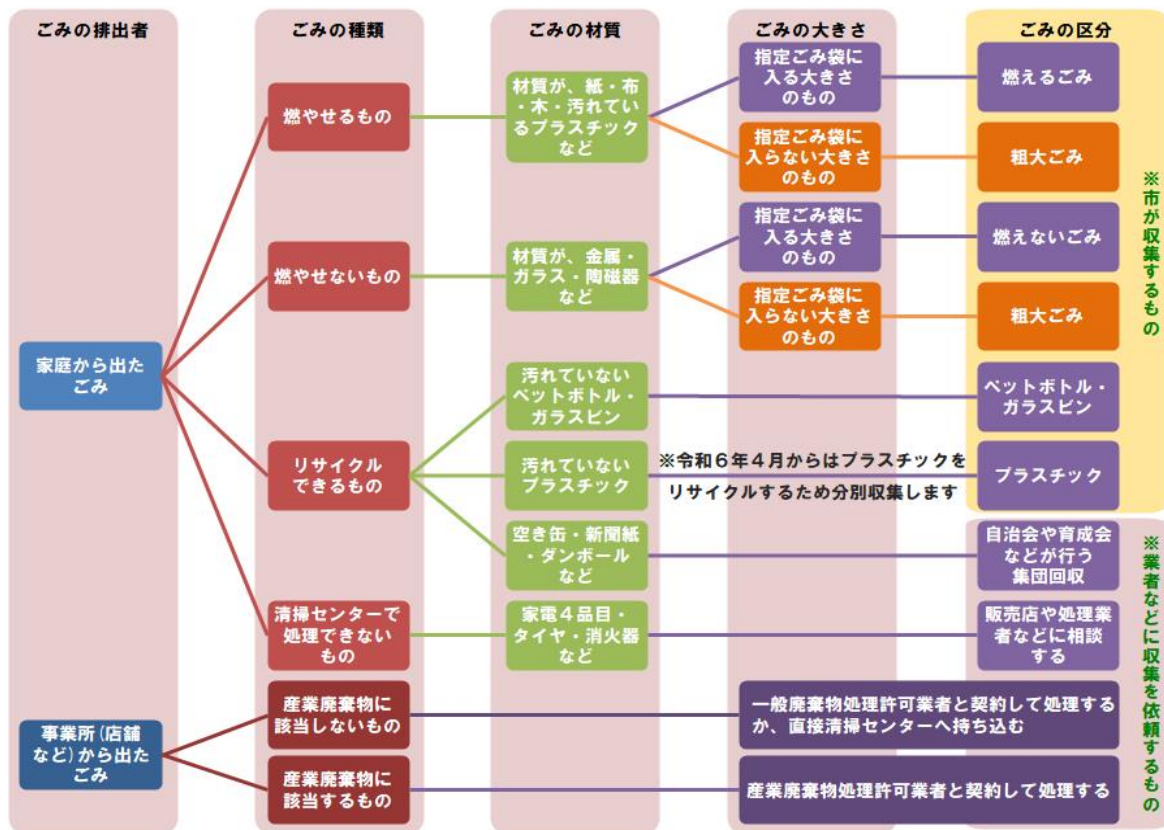 ごみの排出者
ごみの種類
ごみの材質
ごみの大きさ
ごみの区分
家庭から出た
ごみ
燃やせるもの
材質が、紙・布
・木・汚れてい
るプラスチック
など
指定ごみ袋に
入る大きさ
のもの
燃えるごみ
指定ごみ袋に
入らない大きさ
のもの
粗大ごみ
燃やせないもの
材質が、金属・
ガラス・陶磁器
など
指定ごみ袋に
入る大きさ
のもの
燃えないごみ
指定ごみ袋に
入らない大きさ
のもの
粗大ごみ
リサイクル
できるもの
汚れていない
ペットボトル・
ガラスビン
ペットボトル・
ガラスビン
汚れていない
プラスチック
※令和6年4月からはプラスチックを
リサイクルするため分別収集します
プラスチック
空き缶・新聞紙
・ダンボール
など
自治会や育成会
などが行う
集団回収
清掃センターで
処理できない
もの
家電4品目・
タイヤ・消火器
など
販売店や処理業
者などに相談
する
事業所(店舗
など)から出た
ごみ
産業廃棄物に
該当しないもの
一般廃棄物処理許可業者と契約して処理する
か、直接清掃センターへ持ち込む
産業廃棄物に
該当するもの
産業廃棄物処理許可業者と契約して処理する
※市が収集するもの
※業者などに収集を依頼するもの